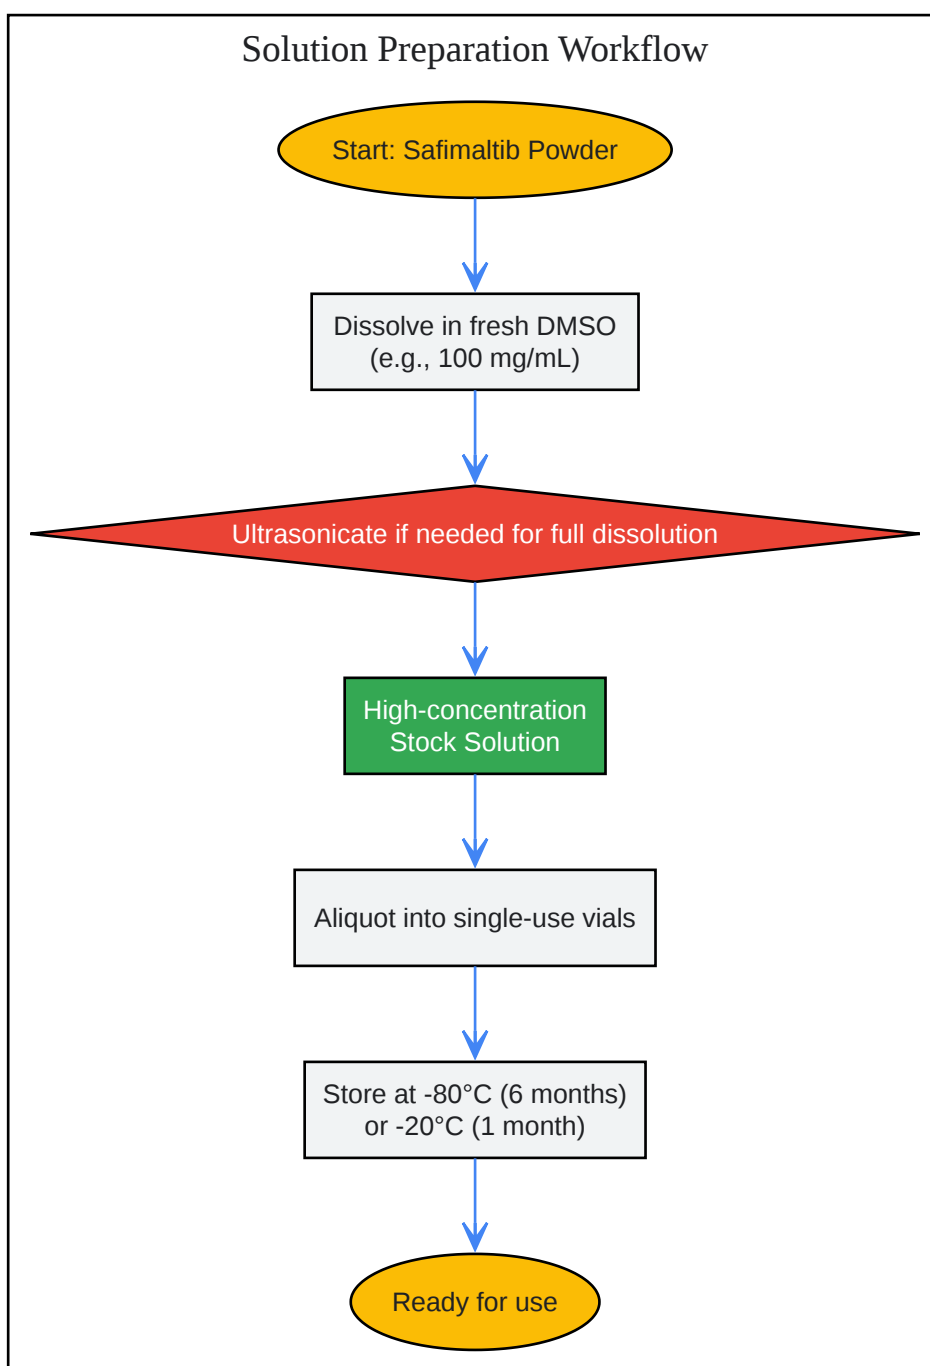 Solution Preparation Workflow
Start: Safimaltib Powder
Dissolve in fresh DMSO
(e.g., 100 mg/mL)
Ultrasonicate if needed for full dissolution
High-concentration
Stock Solution
Aliquot into single-use vials
Store at -80°C (6 months)
or -20°C (1 month)
Ready for use